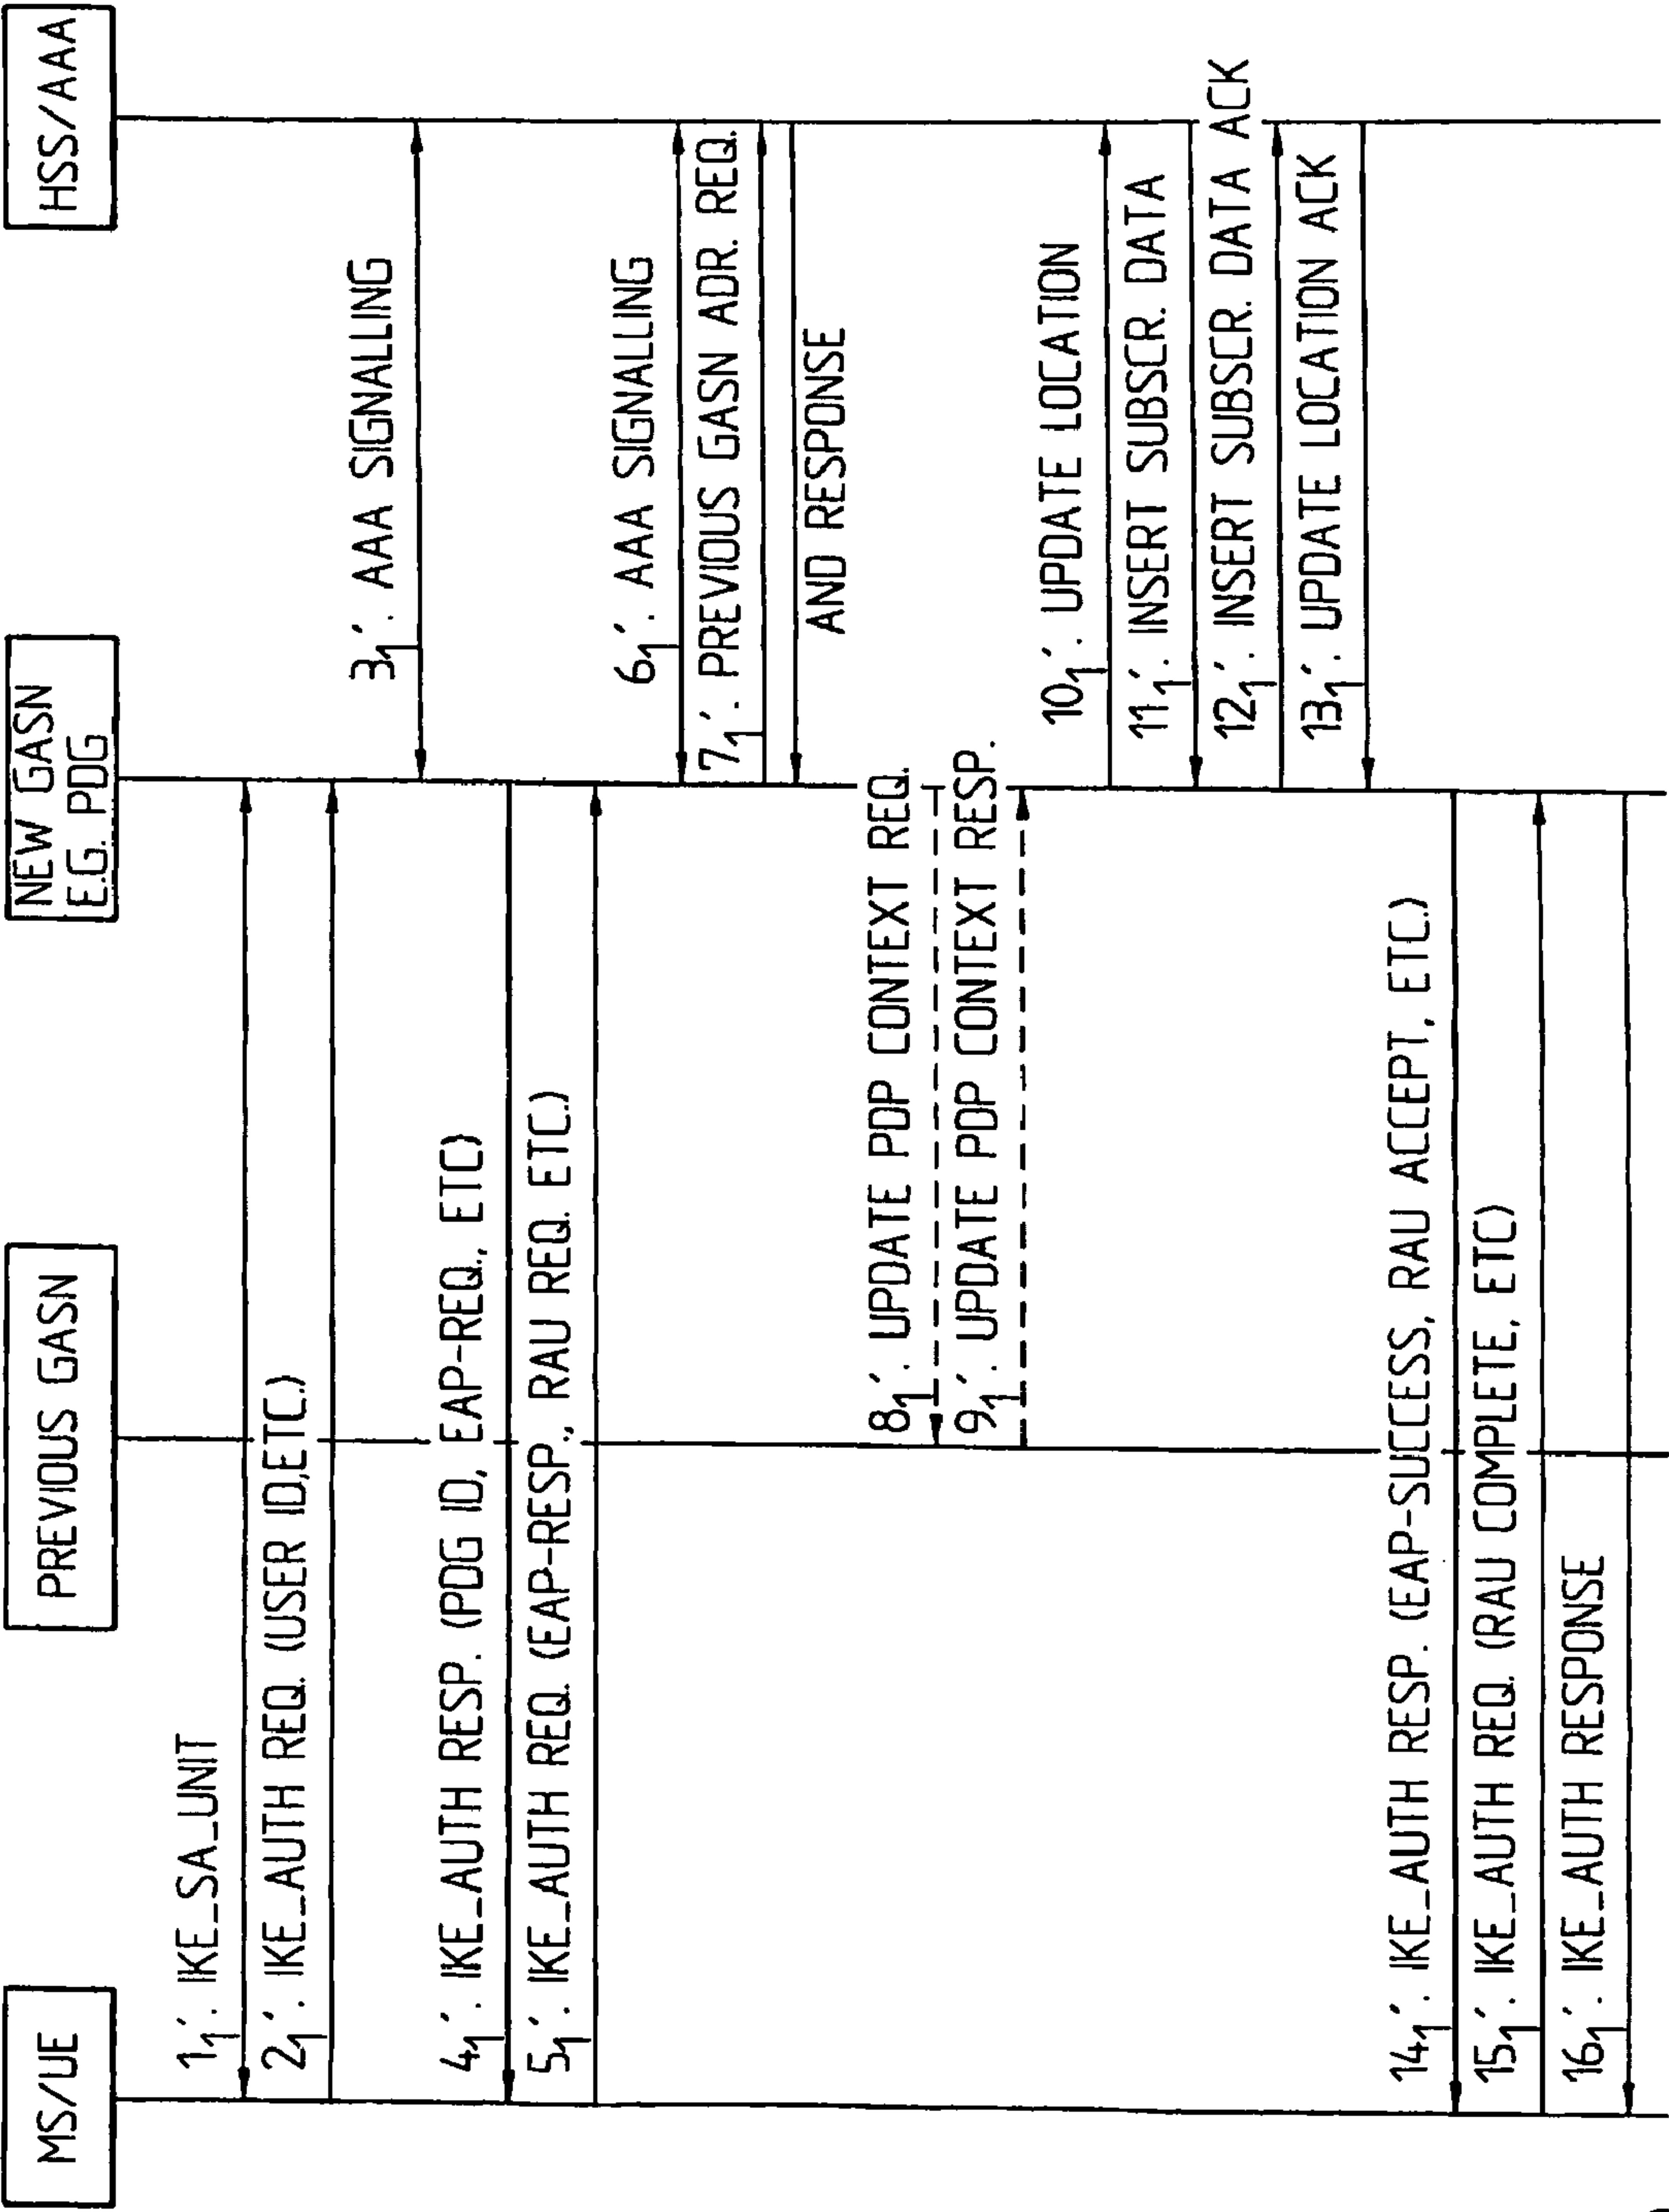 MS/UE
PREVIOUS GASN
NEW GASN
E.G. PDG
HSS/AAA
1₁′. IKE_SA_UNIT
2₁′. IKE_AUTH REQ. (USER ID,ETC.)
3₁′. AAA SIGNALLING
4₁′. IKE_AUTH RESP. (PDG ID, EAP-REQ., ETC)
5₁′. IKE_AUTH REQ. (EAP-RESP., RAU REQ. ETC.)
6₁′. AAA SIGNALLING
7₁′. PREVIOUS GASN ADR. REQ.
AND RESPONSE
8₁′. UPDATE PDP CONTEXT REQ.
9₁′. UPDATE PDP CONTEXT RESP.
10₁′. UPDATE LOCATION
11₁′. INSERT SUBSCR. DATA
12₁′. INSERT SUBSCR. DATA ACK
13₁′. UPDATE LOCATION ACK
14₁′. IKE_AUTH RESP. (EAP-SUCCESS, RAU ACCEPT, ETC.)
15₁′. IKE_AUTH REQ. (RAU COMPLETE, ETC)
16₁′. IKE_AUTH RESPONSE